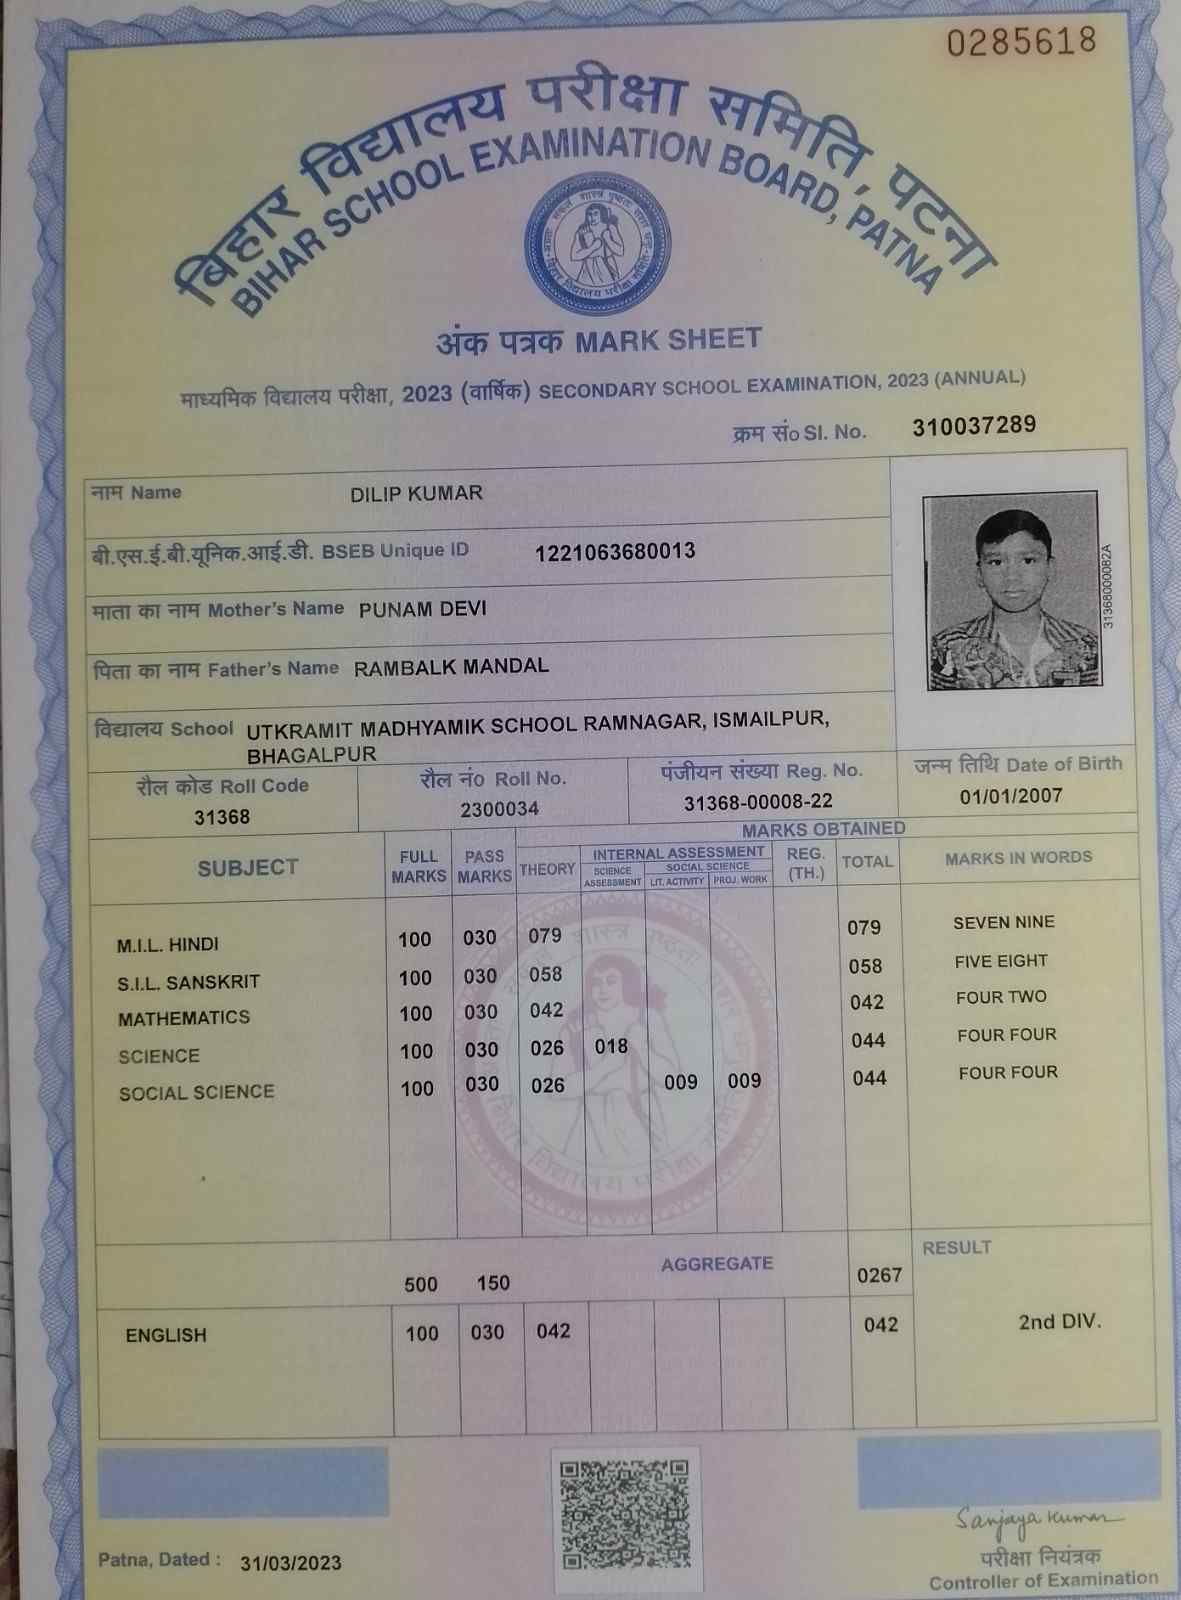 0285618
बिहार विद्यालय परीक्षा समिति, पटना
BIHAR SCHOOL EXAMINATION BOARD, PATNA
अंक पत्रक MARK SHEET
माध्यमिक विद्यालय परीक्षा, 2023 (वार्षिक) SECONDARY SCHOOL EXAMINATION, 2023 (ANNUAL)
क्रम सं० Sl. No. 310037289
नाम Name DILIP KUMAR
बी.एस.ई.बी.यूनिक.आई.डी. BSEB Unique ID 1221063680013
31368000082A
माता का नाम Mother's Name PUNAM DEVI
पिता का नाम Father's Name RAMBALK MANDAL
विद्यालय School UTKRAMIT MADHYAMIK SCHOOL RAMNAGAR, ISMAILPUR,
BHAGALPUR
रौल कोड Roll Code रौल नं० Roll No. पंजीयन संख्या Reg. No. जन्म तिथि Date of Birth
31368 2300034 31368-00008-22 01/01/2007
MARKS OBTAINED
SUBJECT FULL MARKS PASS MARKS THEORY INTERNAL ASSESSMENT REG. (TH.) TOTAL MARKS IN WORDS
SCIENCE ASSESSMENT SOCIAL SCIENCE
LIT. ACTIVITY PROJ. WORK
M.I.L. HINDI 100 030 079 079 SEVEN NINE
S.I.L. SANSKRIT 100 030 058 058 FIVE EIGHT
MATHEMATICS 100 030 042 042 FOUR TWO
SCIENCE 100 030 026 018 044 FOUR FOUR
SOCIAL SCIENCE 100 030 026 009 009 044 FOUR FOUR
500 150 AGGREGATE 0267 RESULT
ENGLISH 100 030 042 042 2nd DIV.
Sanjaya Kumar
Patna, Dated : 31/03/2023
परीक्षा नियंत्रक
Controller of Examination